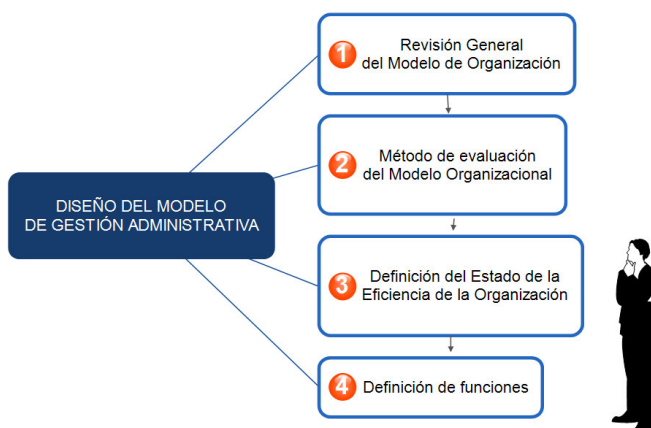 1
Revisión General
del Modelo de Organización
2
Método de evaluación
del Modelo Organizacional
DISEÑO DEL MODELO
DE GESTIÓN ADMINISTRATIVA
3
Definición del Estado de la
Eficiencia de la Organización
4
Definición de funciones